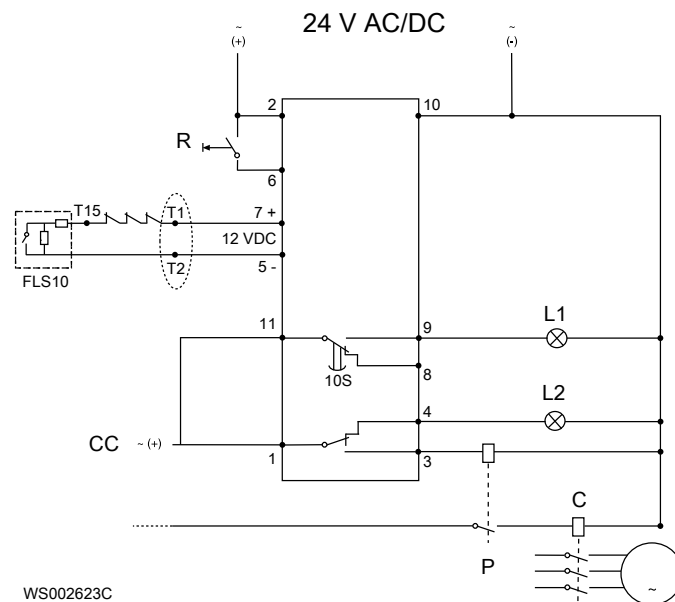 24 V AC/DC
~
(+)
~
(-)
2
10
R
6
T15
T1
7 +
12 VDC
T2
5 -
FLS10
11
9
L1
10S
8
L2
4
CC ~ (+)
1
3
C
P
~
WS002623C